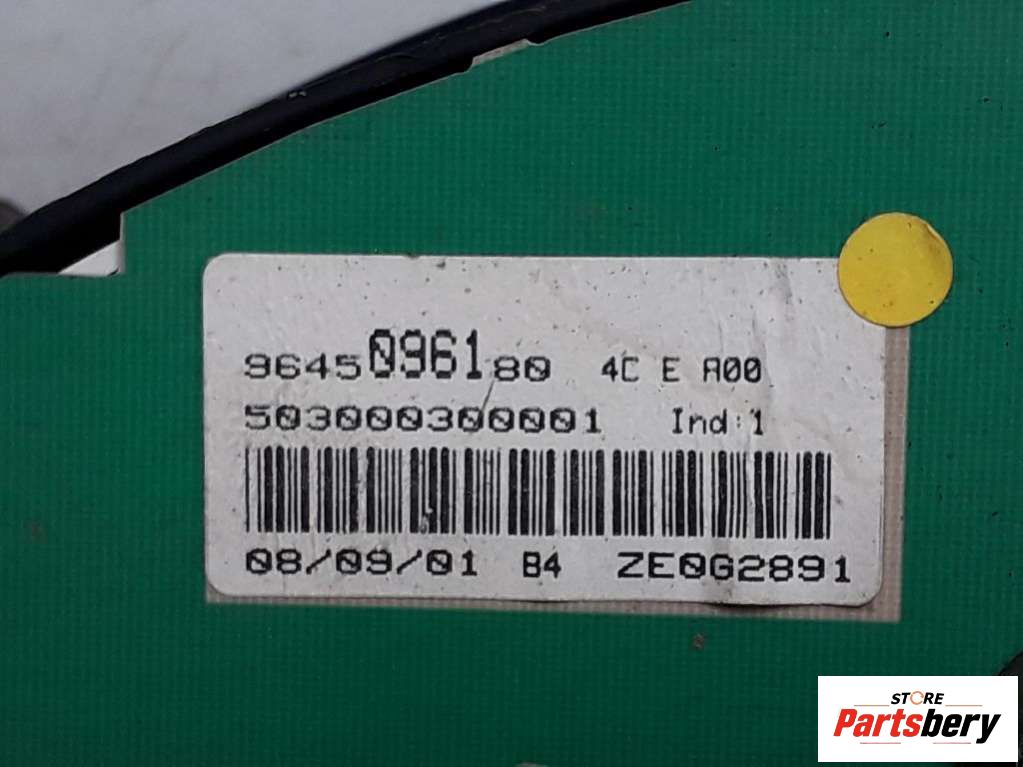 9645096180 4C E A00
503000300001 Ind:1
08/09/01 B4 ZE0G2891
STORE
Partsbery